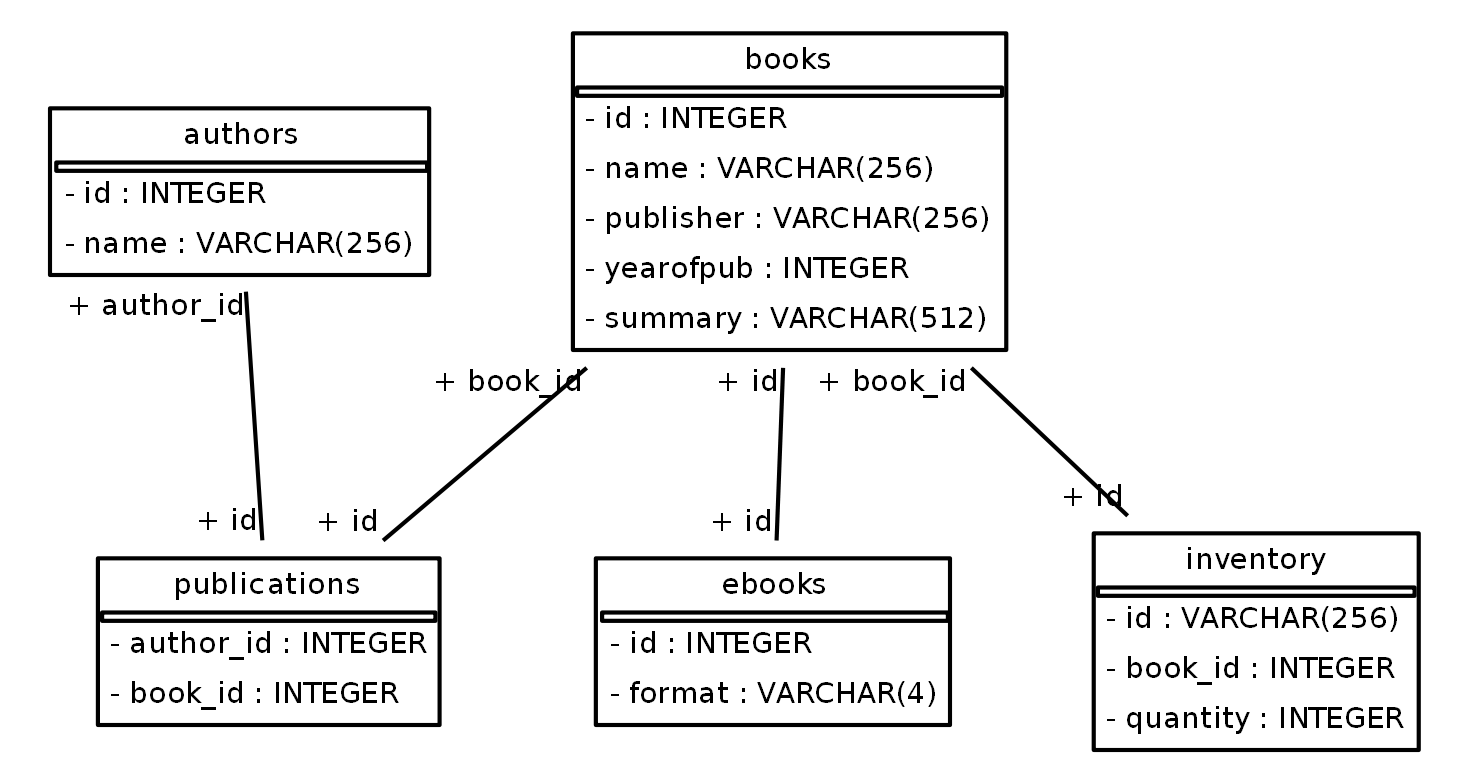 books
- id : INTEGER
- name : VARCHAR(256)
- publisher : VARCHAR(256)
- yearofpub : INTEGER
- summary : VARCHAR(512)
authors
- id : INTEGER
- name : VARCHAR(256)
+ author_id
+ book_id
+ id
+ book_id
+ id
+ id
+ id
+ id
publications
- author_id : INTEGER
- book_id : INTEGER
ebooks
- id : INTEGER
- format : VARCHAR(4)
inventory
- id : VARCHAR(256)
- book_id : INTEGER
- quantity : INTEGER